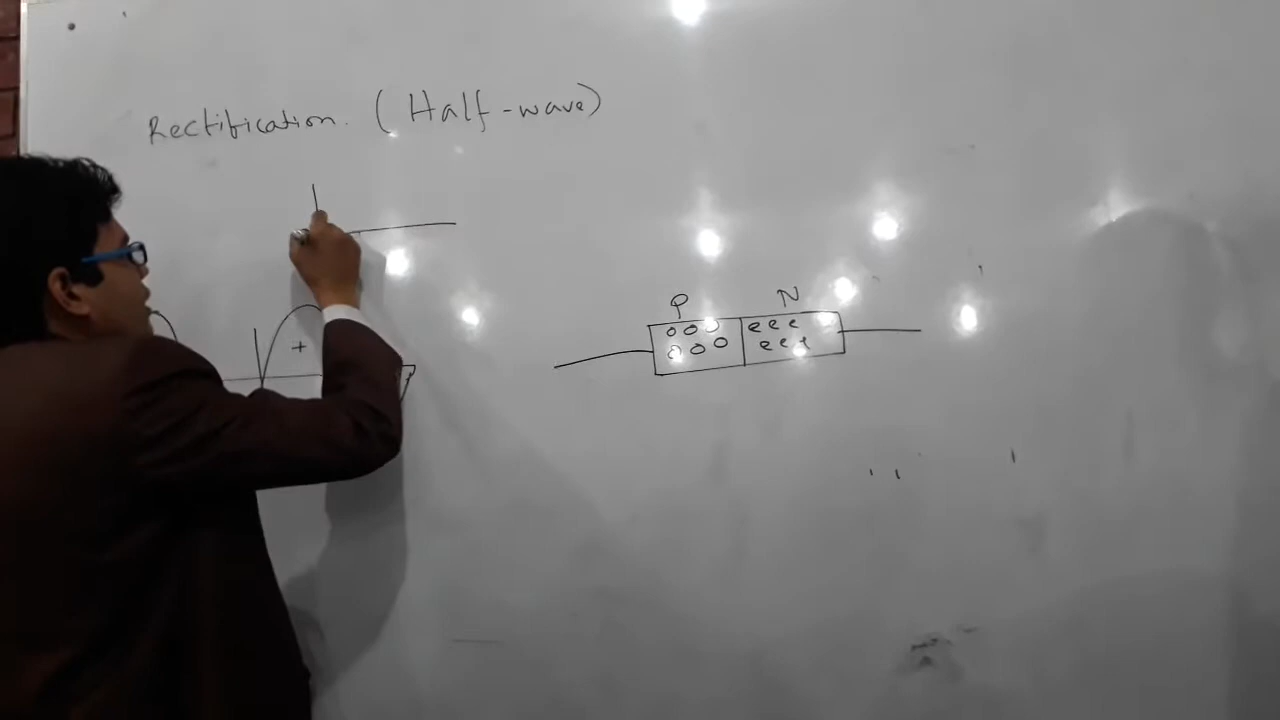 Rectification. (Half-wave)
P N
o o o e e e
o o o e e e
+